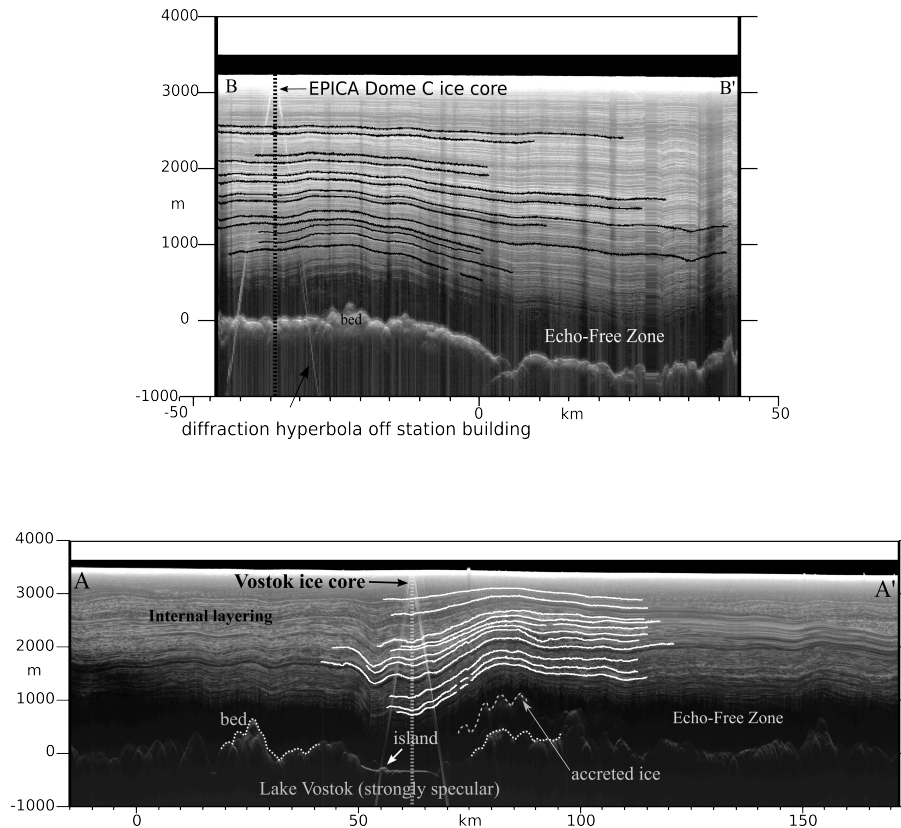 4000
B
EPICA Dome C ice core
B'
3000
2000
m
1000
0
bed
Echo-Free Zone
-1000
-50
0
km
50
diffraction hyperbola off station building
4000
A
Vostok ice core
A'
3000
Internal layering
2000
m
1000
bed
Echo-Free Zone
island
0
accreted ice
Lake Vostok (strongly specular)
-1000
0
50
km
100
150